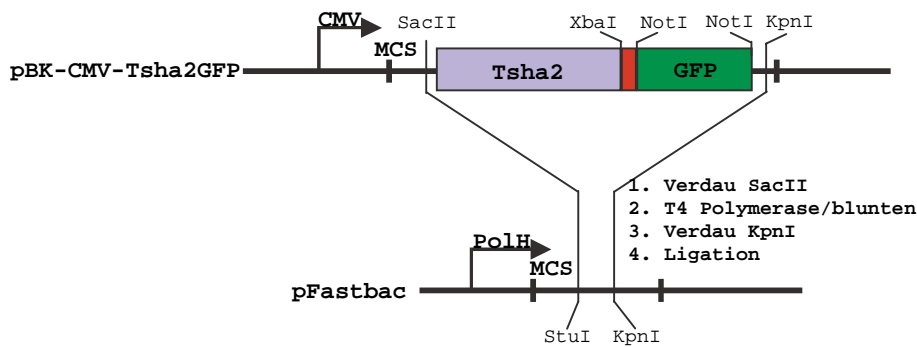 CMV
SacII
XbaI
NotI
NotI
KpnI
MCS
pBK-CMV-Tsha2GFP
Tsha2
GFP
1. Verdau SacII
2. T4 Polymerase/blunten
3. Verdau KpnI
4. Ligation
PolH
MCS
pFastbac
StuI
KpnI